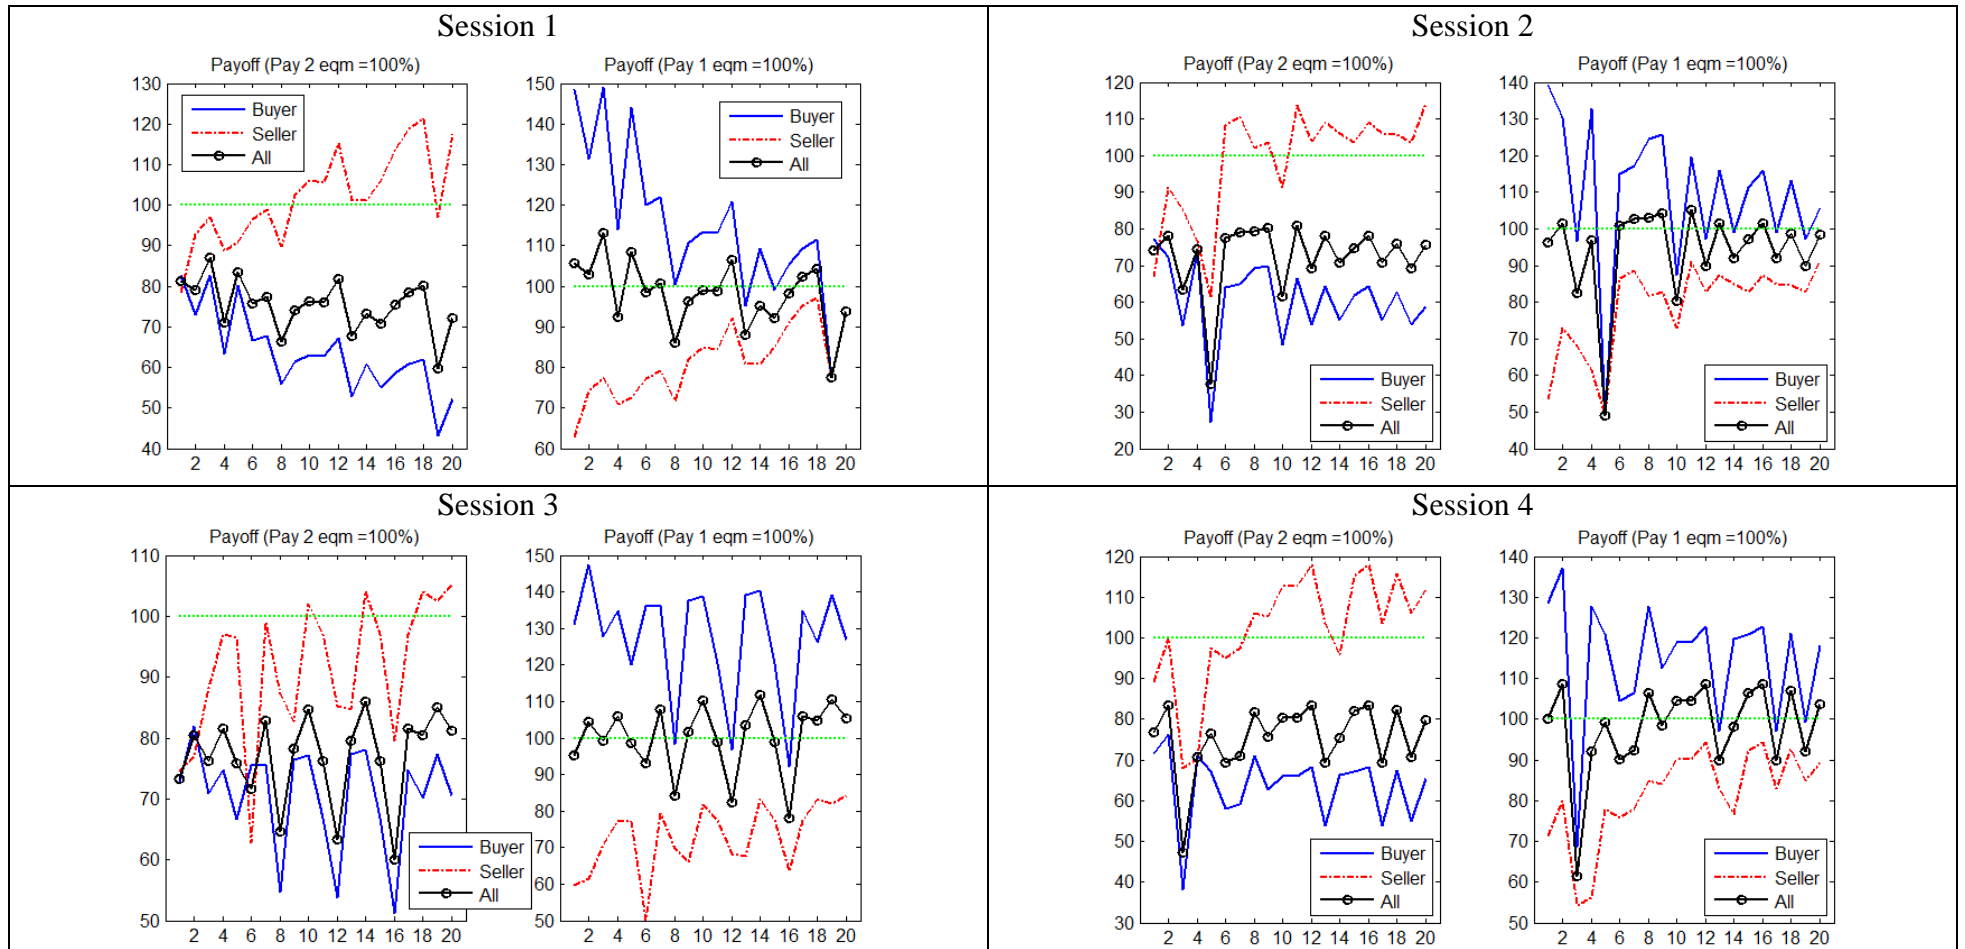 Session 1
Payoff (Pay 2 eqm =100%)
130
120
110
100
90
80
70
60
50
40
2 4 6 8 10 12 14 16 18 20
Buyer
Seller
All
Payoff (Pay 1 eqm =100%)
150
140
130
120
110
100
90
80
70
60
2 4 6 8 10 12 14 16 18 20
Buyer
Seller
All
Session 2
Payoff (Pay 2 eqm =100%)
120
110
100
90
80
70
60
50
40
30
20
2 4 6 8 10 12 14 16 18 20
Buyer
Seller
All
Payoff (Pay 1 eqm =100%)
140
130
120
110
100
90
80
70
60
50
40
2 4 6 8 10 12 14 16 18 20
Buyer
Seller
All
Session 3
Payoff (Pay 2 eqm =100%)
110
100
90
80
70
60
50
2 4 6 8 10 12 14 16 18 20
Buyer
Seller
All
Payoff (Pay 1 eqm =100%)
150
140
130
120
110
100
90
80
70
60
50
2 4 6 8 10 12 14 16 18 20
Session 4
Payoff (Pay 2 eqm =100%)
120
110
100
90
80
70
60
50
40
30
2 4 6 8 10 12 14 16 18 20
Buyer
Seller
All
Payoff (Pay 1 eqm =100%)
140
130
120
110
100
90
80
70
60
50
2 4 6 8 10 12 14 16 18 20
Buyer
Seller
All